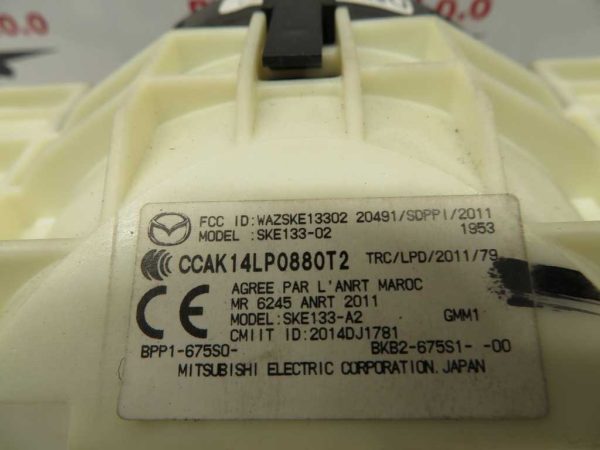 FCC ID:WAZSKE13302 20491/SDPPI/2011
MODEL :SKE133-02 1953
CCAK14LP0880T2 TRC/LPD/2011/79
AGREE PAR L'ANRT MAROC
MR 6245 ANRT 2011
MODEL:SKE133-A2 GMM1
CMIIT ID:2014DJ1781
BPP1-675S0- BKB2-675S1- -00
MITSUBISHI ELECTRIC CORPORATION.JAPAN